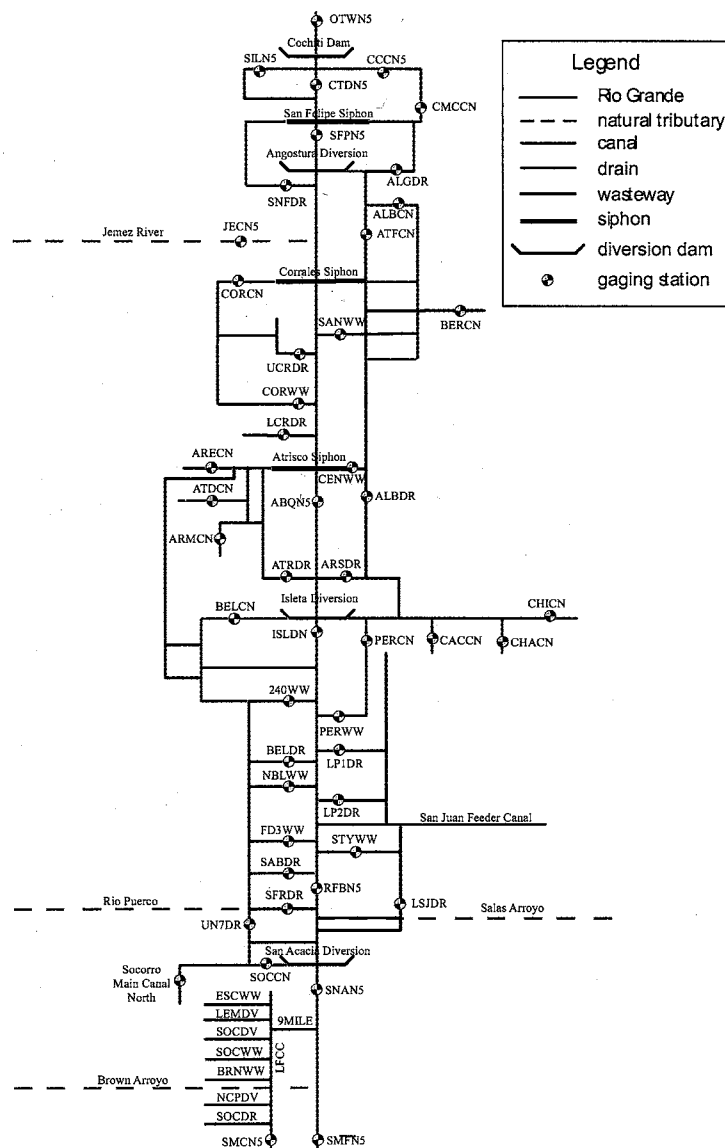 OTWN5
Cochiti Dam
SILN5
CCCN5
CTDN5
CMCCN
San Felipe Siphon
SFPN5
Angostura Diversion
ALGDR
SNFDR
ALBCN
ATFCN
JECN5
Jemez River
Corrales Siphon
CORCN
SANWW
BERCN
UCRDR
CORWW
LCRDR
ARECN
Atrisco Siphon
CENWW
ATDCN
ABQN5
ALBDR
ARMCN
ATRDR
ARSDR
Isleta Diversion
BELCN
CHICN
ISLDN
PERCN
CACCN
CHACN
240WW
PERWW
BELDR
LP1DR
NBLWW
LP2DR
San Juan Feeder Canal
FD3WW
STYWW
SABDR
RFBN5
Rio Puerco
SFRDR
LSJDR
Salas Arroyo
UN7DR
San Acacia Diversion
SOCCN
Socorro
Main Canal
North
SNAN5
ESCWW
LEMDV
9MILE
SOCDV
LFCC
SOCWW
BRNWW
Brown Arroyo
NCPDV
SOCDR
SMCN5
SMFN5
Legend
Rio Grande
natural tributary
canal
drain
wasteway
siphon
diversion dam
gaging station